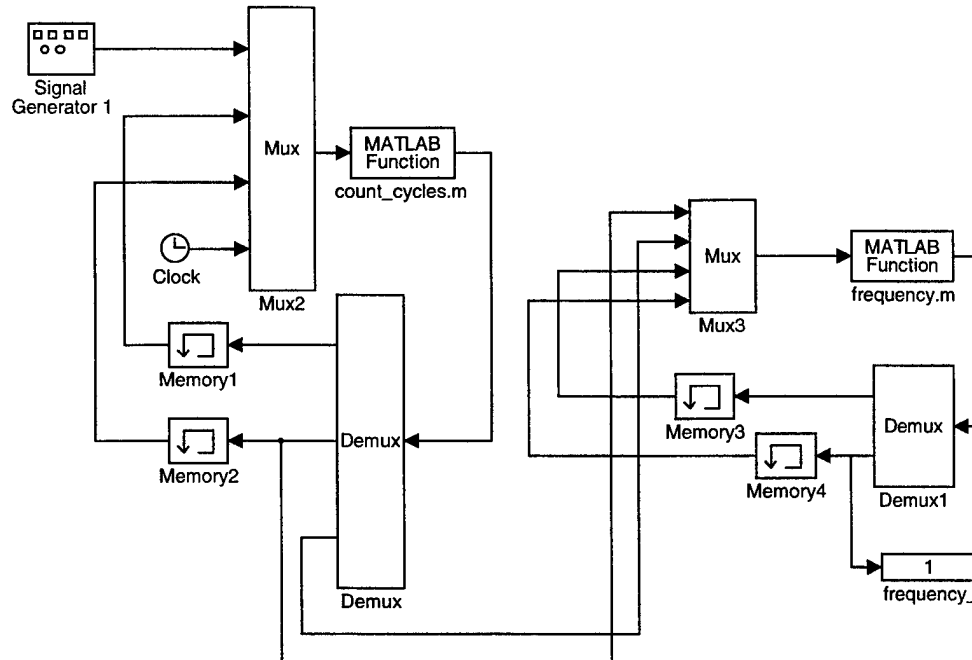 Signal
Generator 1
Mux
MATLAB
Function
count_cycles.m
Clock
Mux2
Mux
MATLAB
Function
frequency.m
Mux3
Memory1
Memory2
Demux
Demux
Memory3
Memory4
Demux
Demux1
1
frequency_